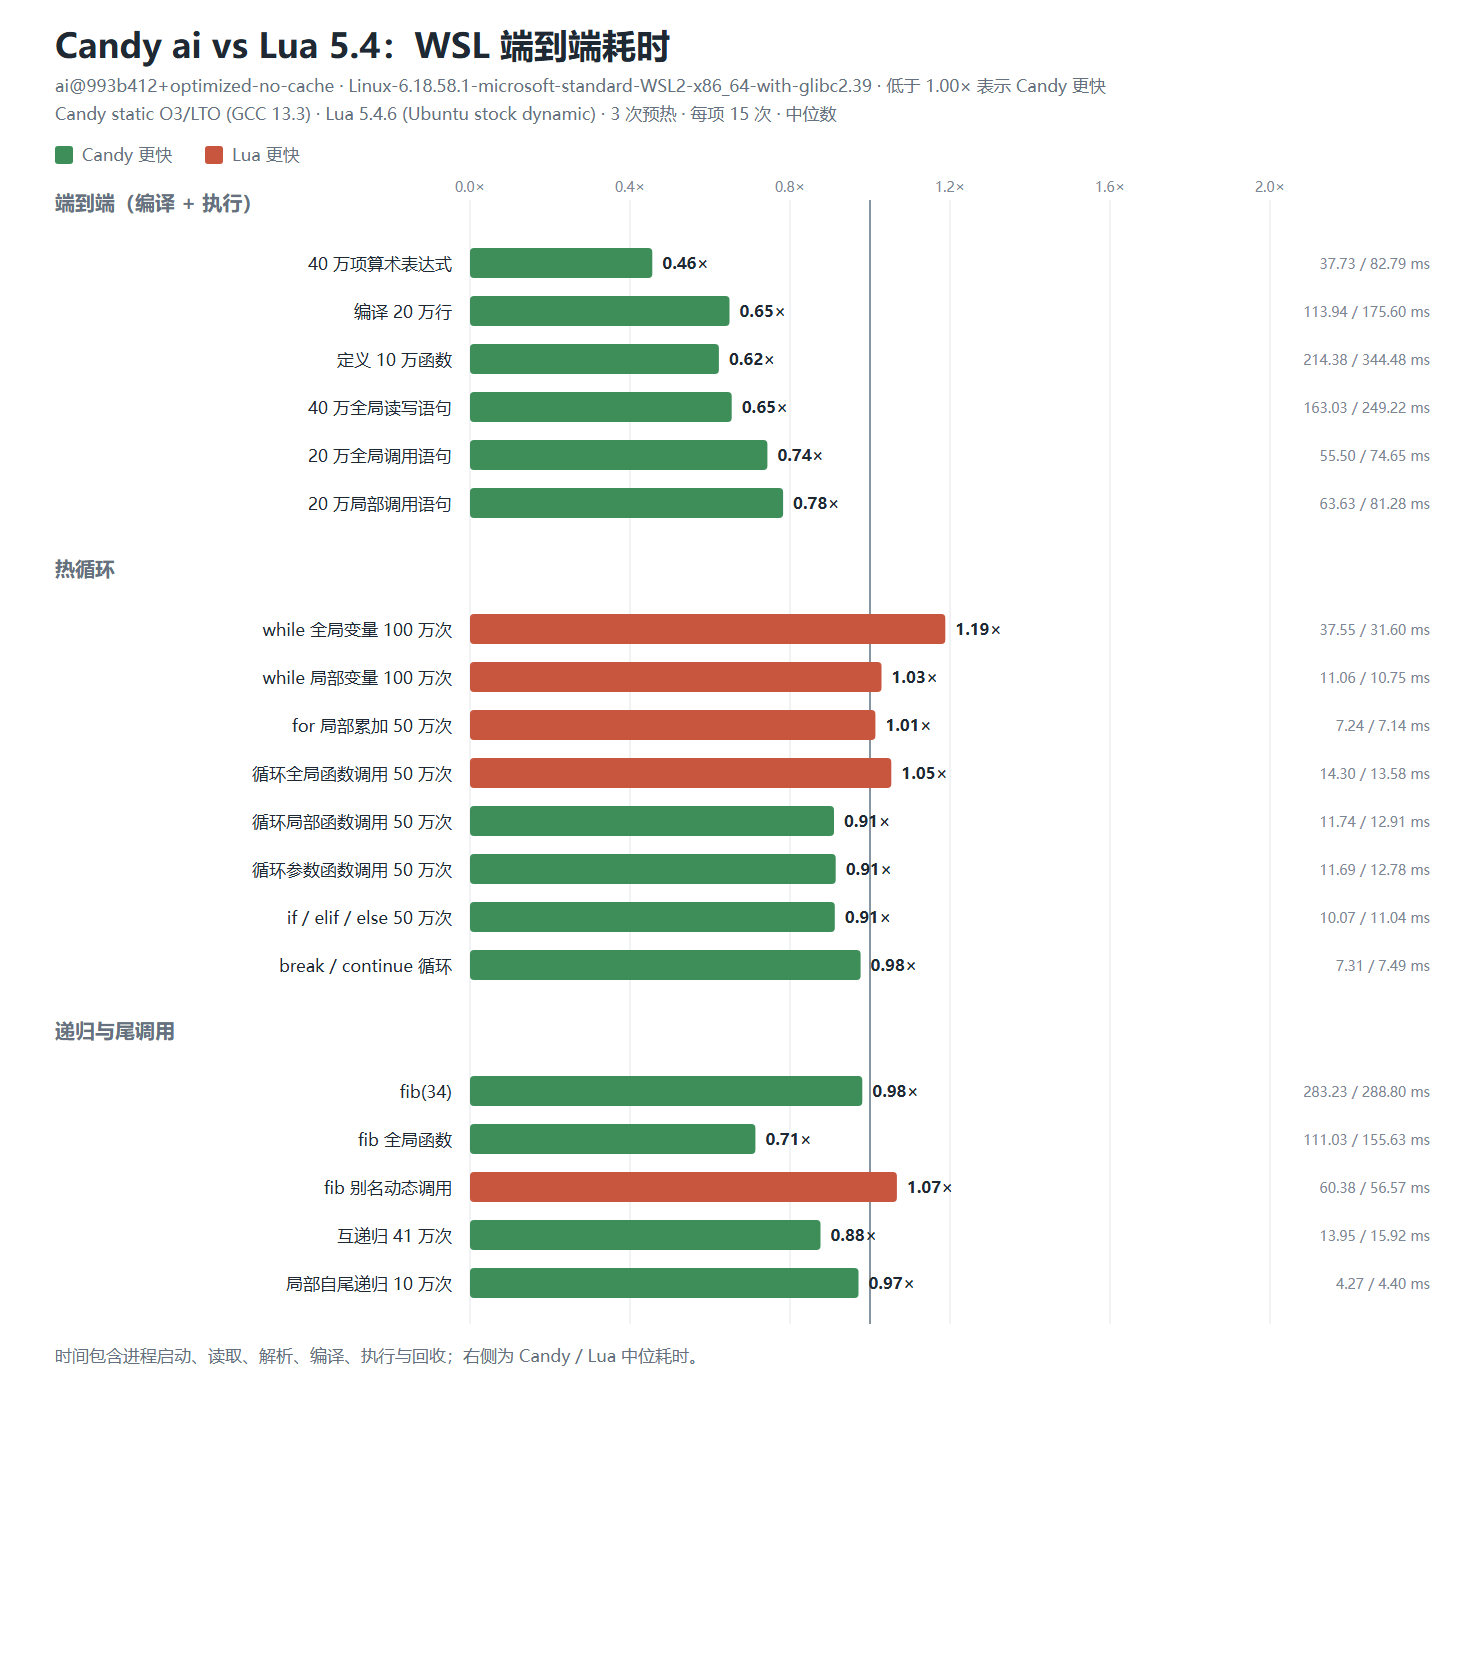 Candy ai vs Lua 5.4：WSL 端到端耗时
ai@993b412+optimized-no-cache · Linux-6.18.58.1-microsoft-standard-WSL2-x86_64-with-glibc2.39 · 低于 1.00× 表示 Candy 更快
Candy static O3/LTO (GCC 13.3) · Lua 5.4.6 (Ubuntu stock dynamic) · 3 次预热 · 每项 15 次 · 中位数
Candy 更快 Lua 更快
0.0× 0.4× 0.8× 1.2× 1.6× 2.0×
端到端（编译 + 执行）
40 万项算术表达式 0.46× 37.73 / 82.79 ms
编译 20 万行 0.65× 113.94 / 175.60 ms
定义 10 万函数 0.62× 214.38 / 344.48 ms
40 万全局读写语句 0.65× 163.03 / 249.22 ms
20 万全局调用语句 0.74× 55.50 / 74.65 ms
20 万局部调用语句 0.78× 63.63 / 81.28 ms
热循环
while 全局变量 100 万次 1.19× 37.55 / 31.60 ms
while 局部变量 100 万次 1.03× 11.06 / 10.75 ms
for 局部累加 50 万次 1.01× 7.24 / 7.14 ms
循环全局函数调用 50 万次 1.05× 14.30 / 13.58 ms
循环局部函数调用 50 万次 0.91× 11.74 / 12.91 ms
循环参数函数调用 50 万次 0.91× 11.69 / 12.78 ms
if / elif / else 50 万次 0.91× 10.07 / 11.04 ms
break / continue 循环 0.98× 7.31 / 7.49 ms
递归与尾调用
fib(34) 0.98× 283.23 / 288.80 ms
fib 全局函数 0.71× 111.03 / 155.63 ms
fib 别名动态调用 1.07× 60.38 / 56.57 ms
互递归 41 万次 0.88× 13.95 / 15.92 ms
局部自尾递归 10 万次 0.97× 4.27 / 4.40 ms
时间包含进程启动、读取、解析、编译、执行与回收；右侧为 Candy / Lua 中位耗时。